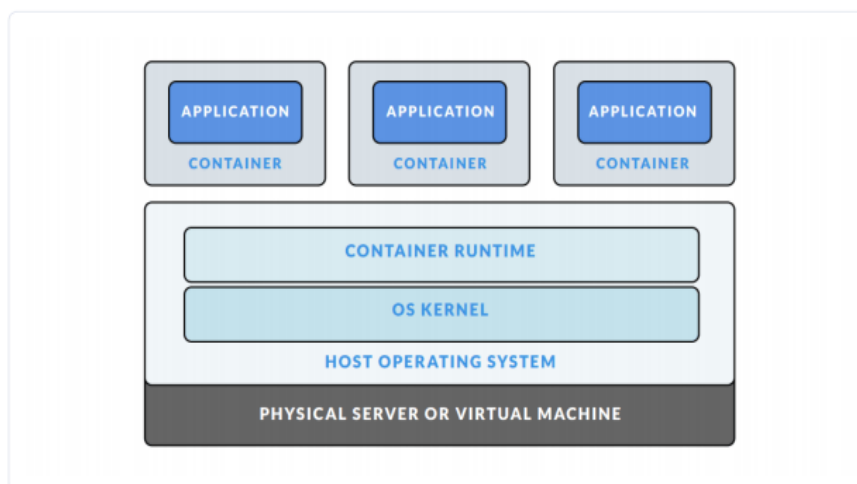 APPLICATION
APPLICATION
APPLICATION
CONTAINER
CONTAINER
CONTAINER
CONTAINER RUNTIME
OS KERNEL
HOST OPERATING SYSTEM
PHYSICAL SERVER OR VIRTUAL MACHINE